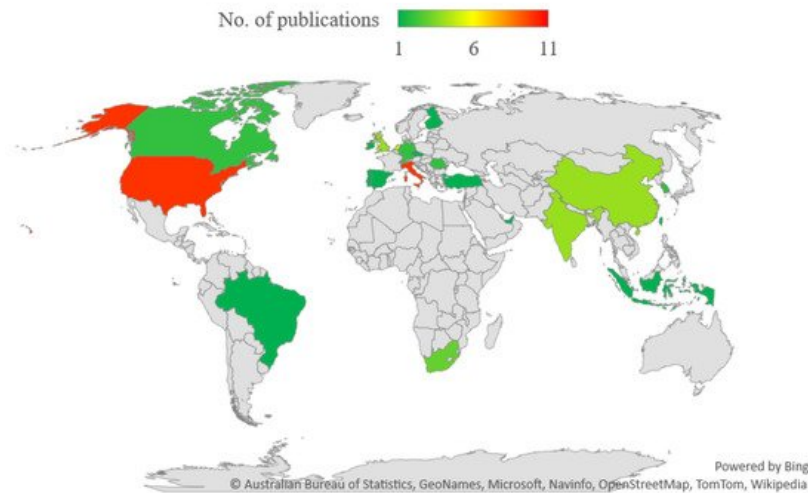 No. of publications
1 6 11
Powered by Bing
© Australian Bureau of Statistics, GeoNames, Microsoft, Navinfo, OpenStreetMap, TomTom, Wikipedia